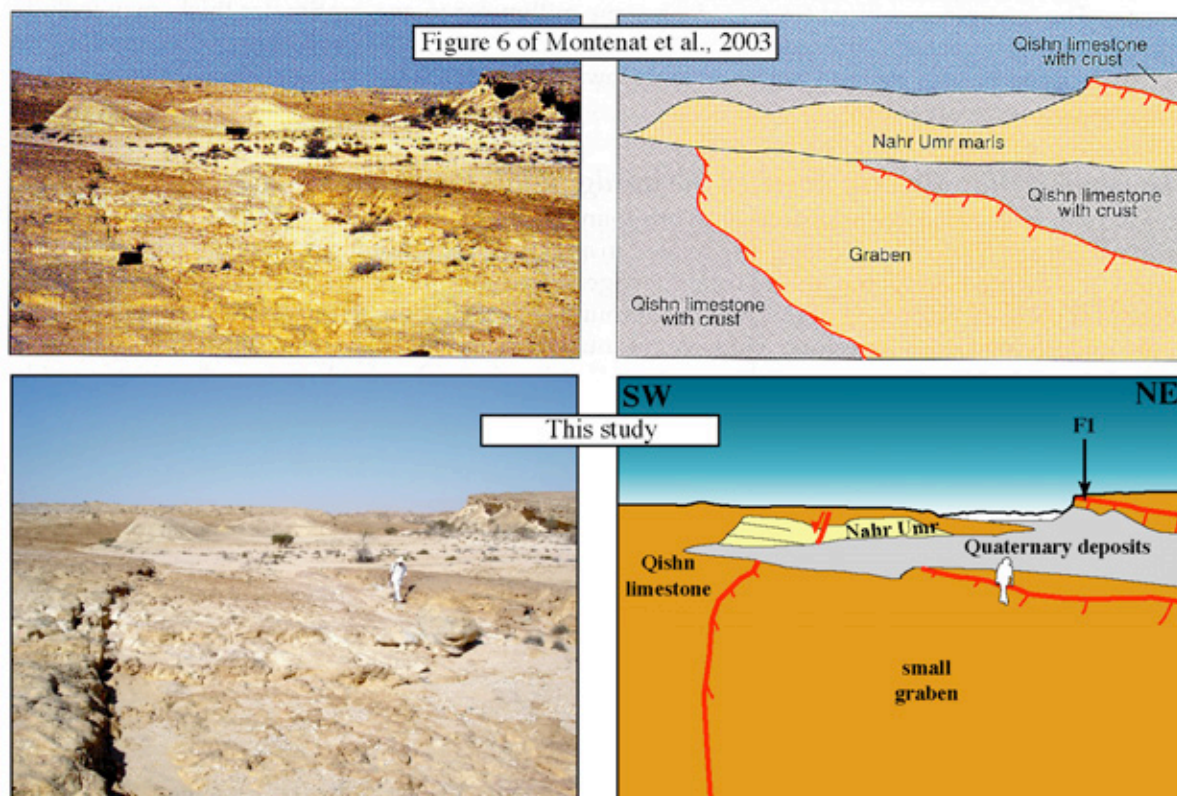 Figure 6 of Montenat et al., 2003
Qishn limestone
with crust
Nahr Umr marls
Qishn limestone
with crust
Graben
Qishn limestone
with crust
This study
SW
NE
F1
Nahr Umr
Quaternary deposits
Qishn
limestone
small
graben